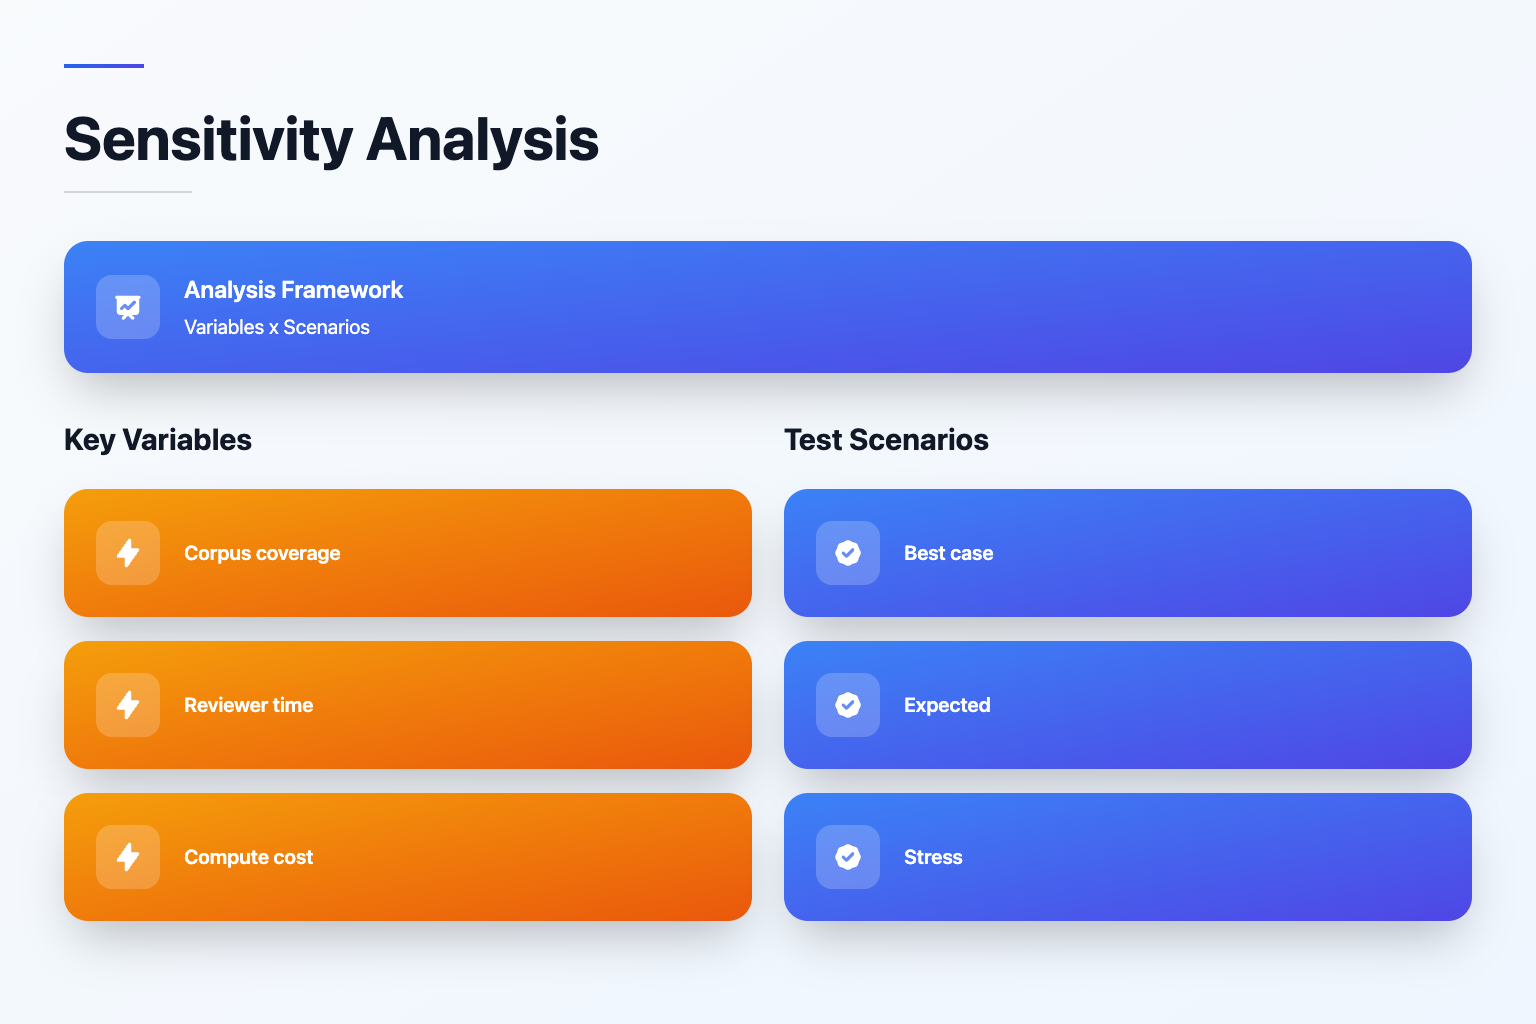 Sensitivity Analysis
Analysis Framework
Variables x Scenarios
Key Variables
Corpus coverage
Reviewer time
Compute cost
Test Scenarios
Best case
Expected
Stress